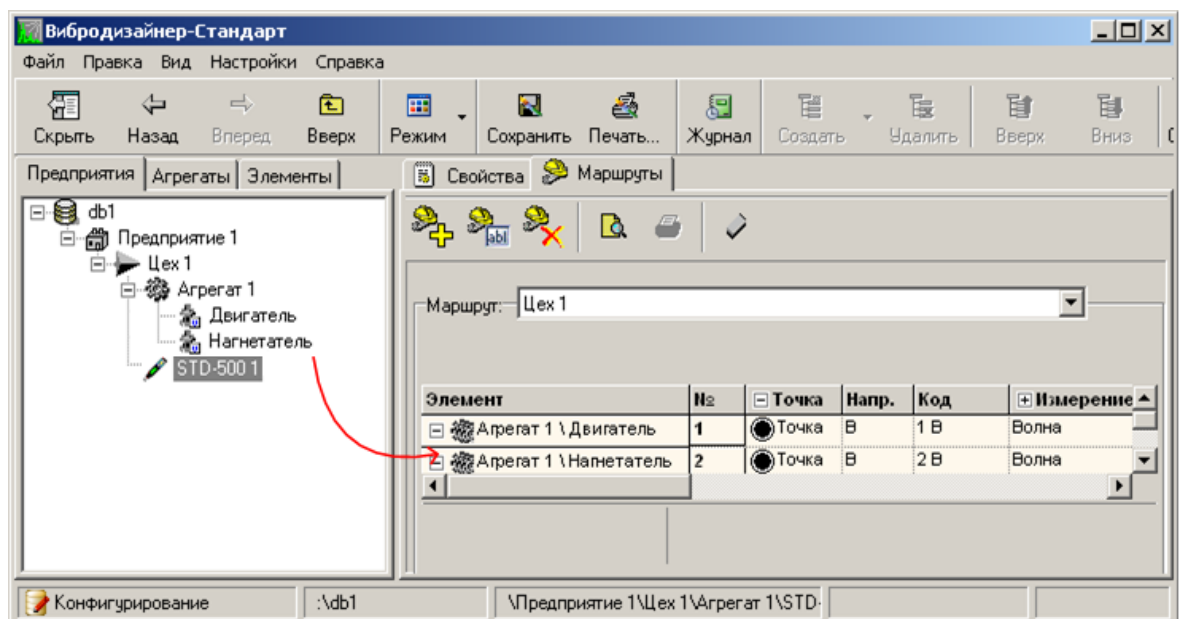 Вибродизайнер-Стандарт
Файл Правка Вид Настройки Справка
Скрыть Назад Вперед Вверх Режим Сохранить Печать... Журнал Создать Удалить Вверх Вниз
Предприятия Агрегаты Элементы
Свойства Маршруты
db1
Предприятие 1
Цех 1
Агрегат 1
Двигатель
Нагнетатель
STD-500 1
abl
Маршрут: Цех 1
Элемент № Точка Напр. Код Измерение
Агрегат 1 \ Двигатель 1 Точка В 1 В Волна
Агрегат 1 \ Нагнетатель 2 Точка В 2 В Волна
Конфигурирование :\db1 \Предприятие 1\Цех 1\Агрегат 1\STD-